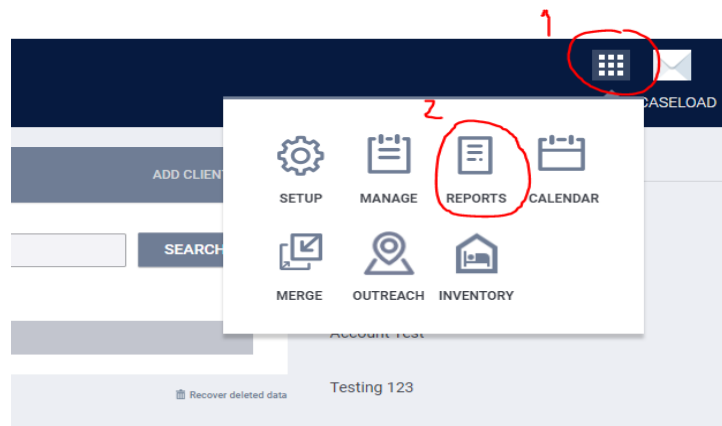 1
CASELOAD
2
ADD CLIEN
SETUP MANAGE REPORTS CALENDAR
SEARCH
MERGE OUTREACH INVENTORY
Account Test
Recover deleted data
Testing 123